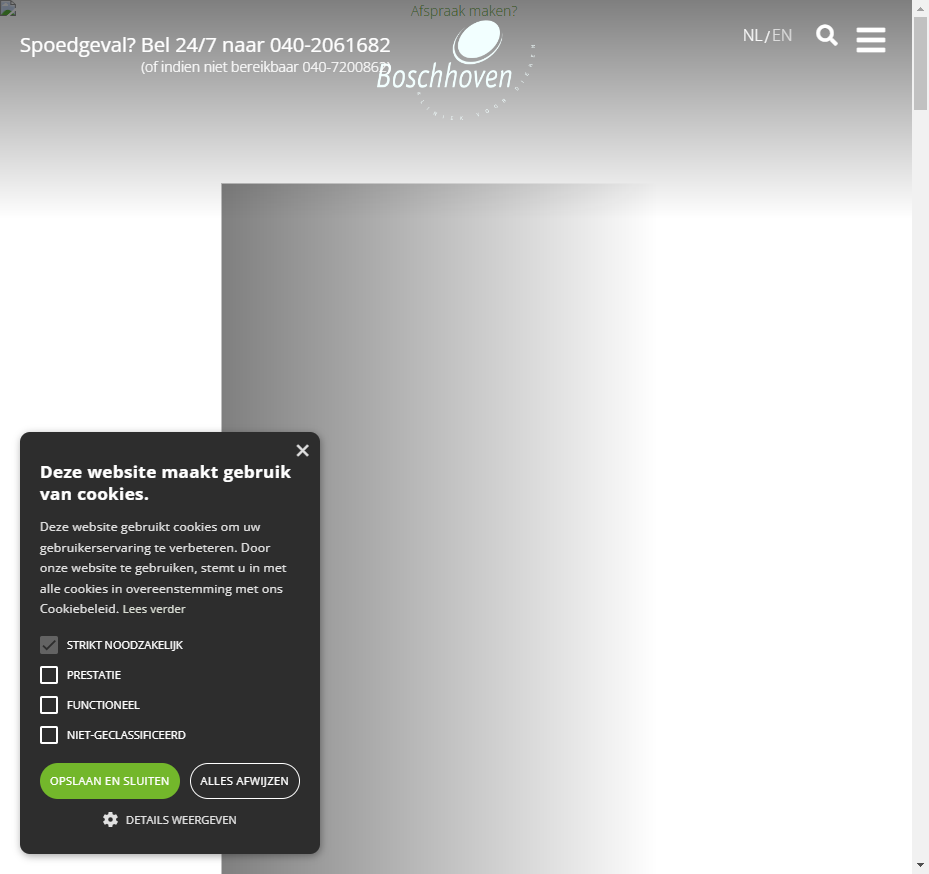 Afspraak maken?
Spoedgeval? Bel 24/7 naar 040-2061682
(of indien niet bereikbaar 040-7200863)
Boschhoven
KLINIEK VOOR DIEREN
NL / EN
Deze website maakt gebruik
van cookies.
Deze website gebruikt cookies om uw
gebruikerservaring te verbeteren. Door
onze website te gebruiken, stemt u in met
alle cookies in overeenstemming met ons
Cookiebeleid. Lees verder
STRIKT NOODZAKELIJK
PRESTATIE
FUNCTIONEEL
NIET-GECLASSIFICEERD
OPSLAAN EN SLUITEN
ALLES AFWIJZEN
DETAILS WEERGEVEN